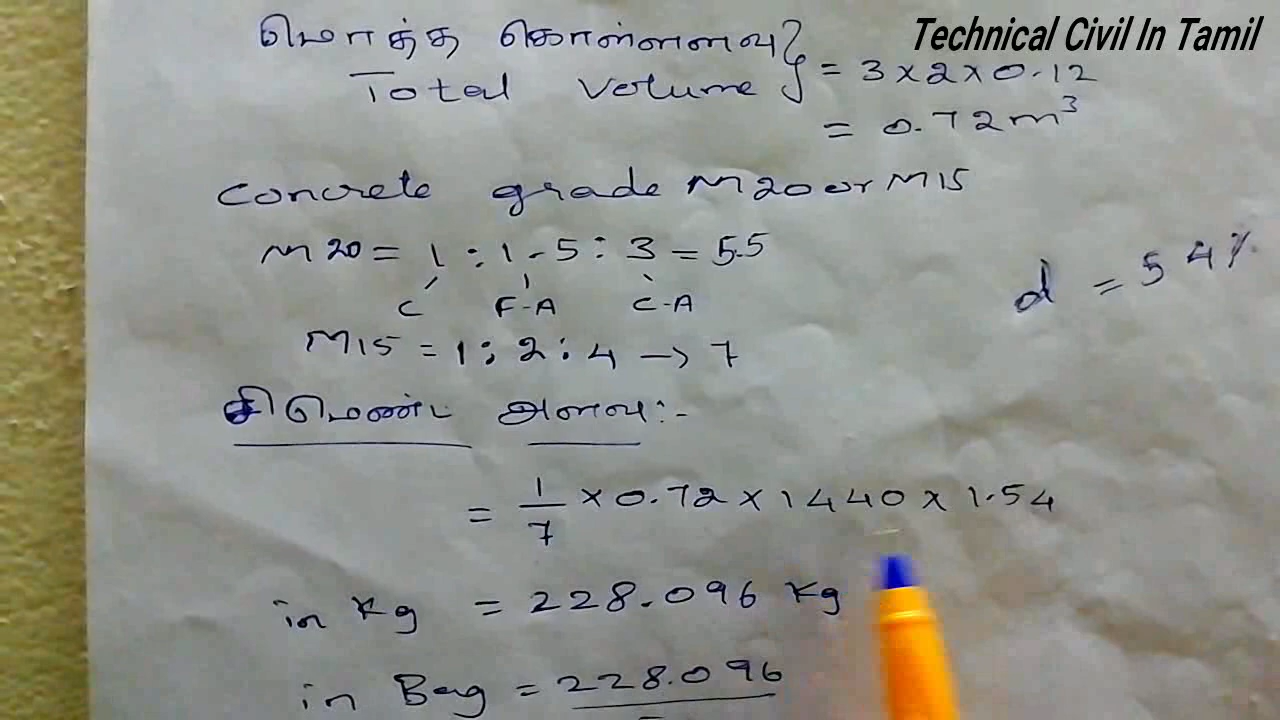 Technical Civil In Tamil
மொத்த கொள்ளளவு
Total Volume } = 3 x 2 x 0.12
= 0.72 m³
Concrete grade M20 or M15
M20 = 1 : 1.5 : 3 = 5.5
C F-A C-A
d = 54%
M15 = 1 : 2 : 4 → 7
சிமெண்ட் அளவு :-
= 1/7 x 0.72 x 1440 x 1.54
in Kg = 228.096 Kg
in Bag = 228.096